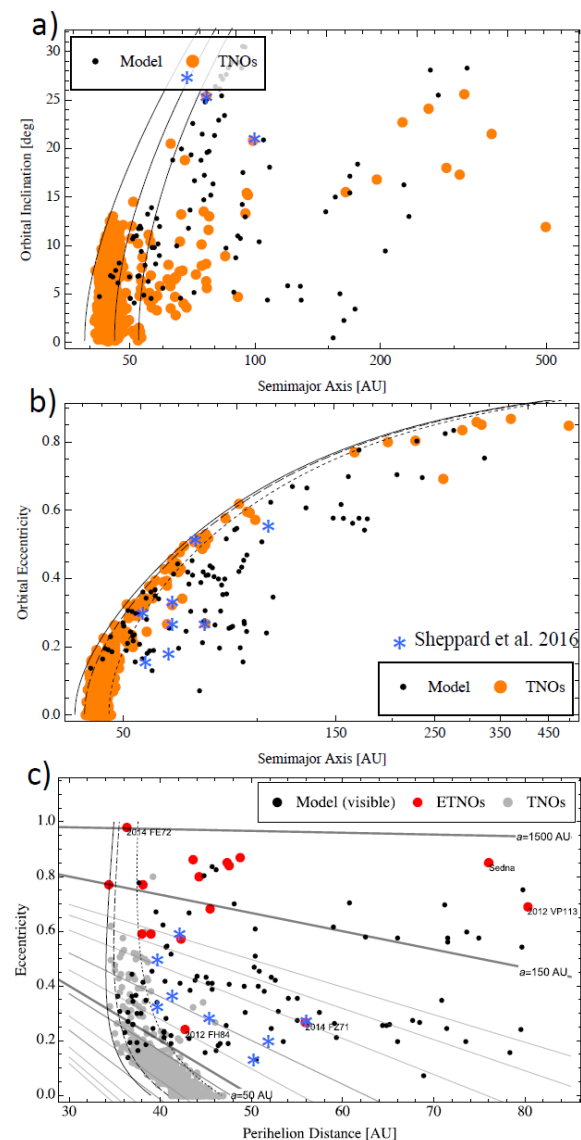 a)
Model TNOs
Orbital Inclination [deg]
30
25
20
15
10
5
0
50 100 200 500
Semimajor Axis [AU]
b)
Orbital Eccentricity
0.8
0.6
0.4
0.2
0.0
Sheppard et al. 2016
Model TNOs
50 100 150 200 250 300 350 400 450
Semimajor Axis [AU]
c)
Model (visible) ETNOs TNOs
Eccentricity
1.0
0.8
0.6
0.4
0.2
0.0
2014 FE72
a=1500 AU
Sedna
2012 VP113
a=150 AU
2012 FH84
2014 FZ71
a=50 AU
30 40 50 60 70 80
Perihelion Distance [AU]